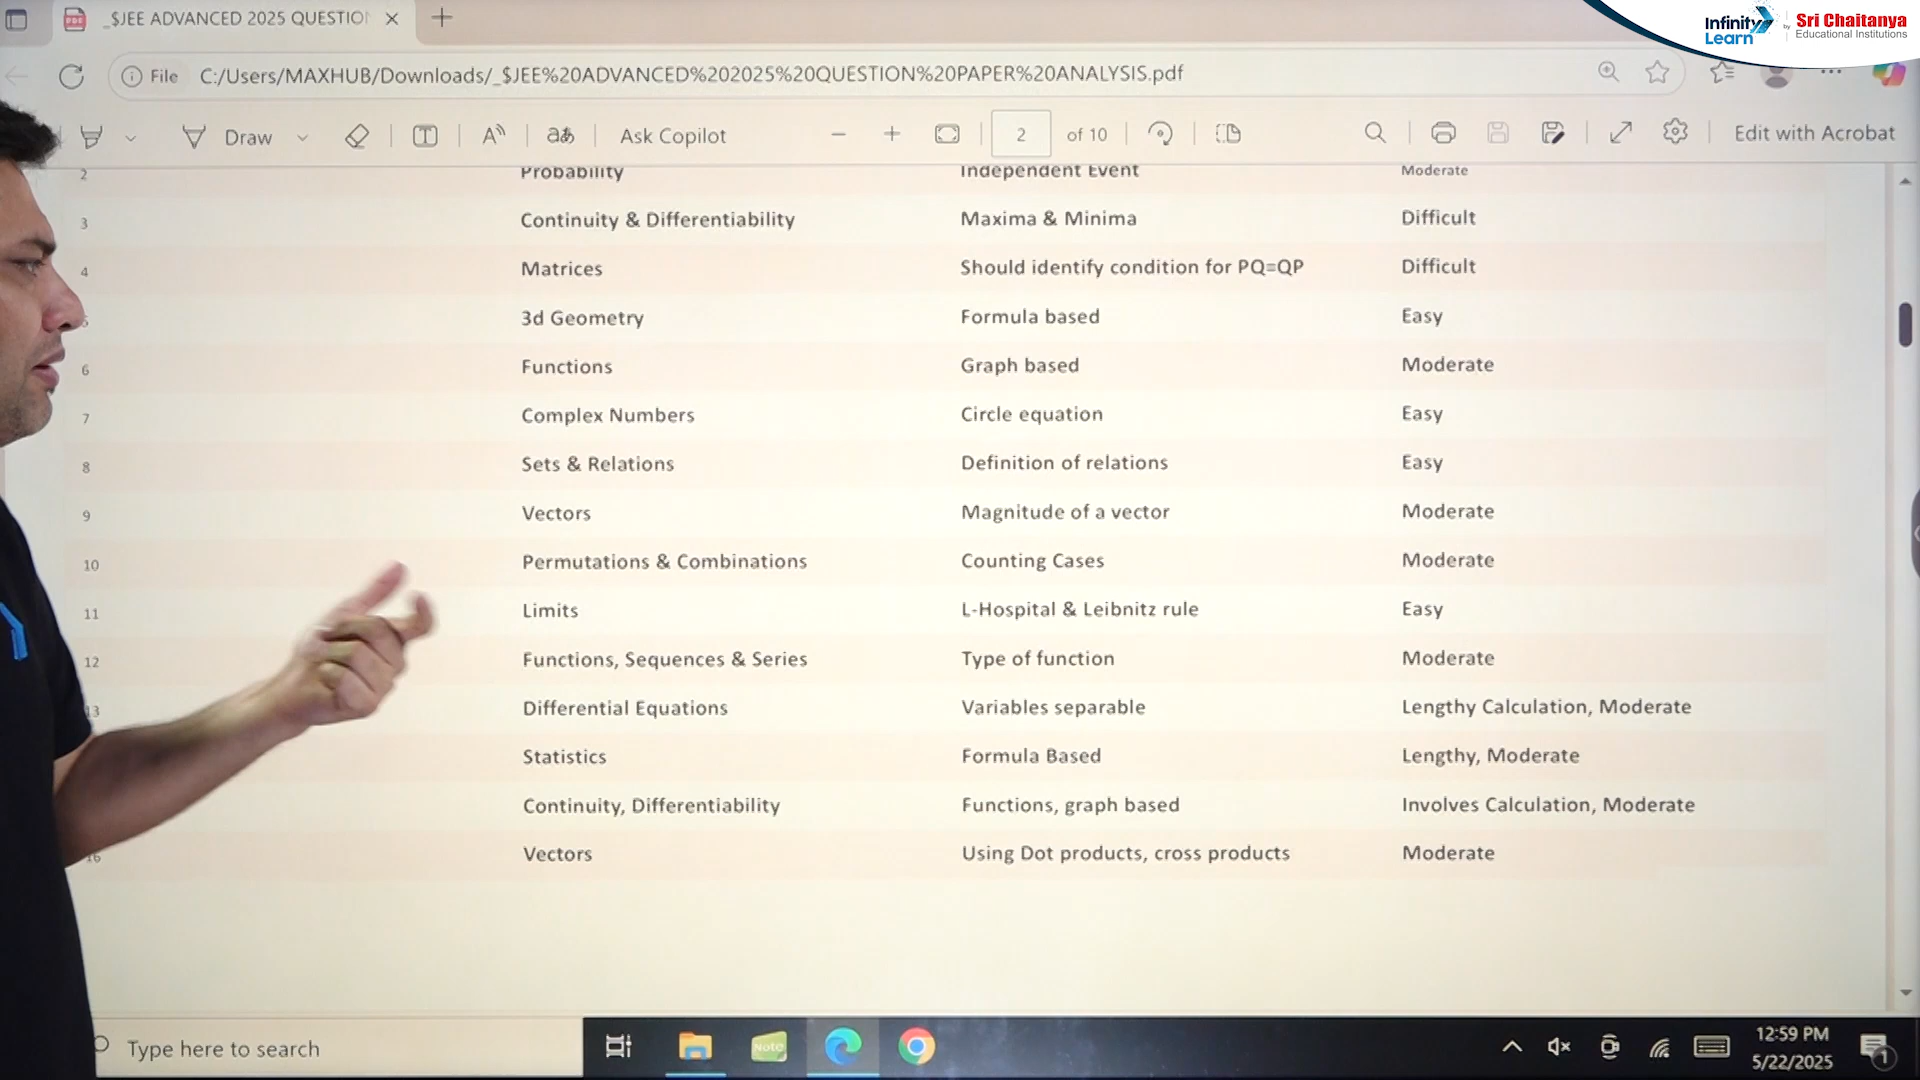 _$JEE ADVANCED 2025 QUESTION
Infinity Learn by Sri Chaitanya Educational Institutions
File C:/Users/MAXHUB/Downloads/_$JEE%20ADVANCED%202025%20QUESTION%20PAPER%20ANALYSIS.pdf
Draw Ask Copilot 2 of 10 Edit with Acrobat
2 Probability Independent Event Moderate
3 Continuity & Differentiability Maxima & Minima Difficult
4 Matrices Should identify condition for PQ=QP Difficult
5 3d Geometry Formula based Easy
6 Functions Graph based Moderate
7 Complex Numbers Circle equation Easy
8 Sets & Relations Definition of relations Easy
9 Vectors Magnitude of a vector Moderate
10 Permutations & Combinations Counting Cases Moderate
11 Limits L-Hospital & Leibnitz rule Easy
12 Functions, Sequences & Series Type of function Moderate
13 Differential Equations Variables separable Lengthy Calculation, Moderate
Statistics Formula Based Lengthy, Moderate
Continuity, Differentiability Functions, graph based Involves Calculation, Moderate
16 Vectors Using Dot products, cross products Moderate
Type here to search
Note
12:59 PM
5/22/2025
1